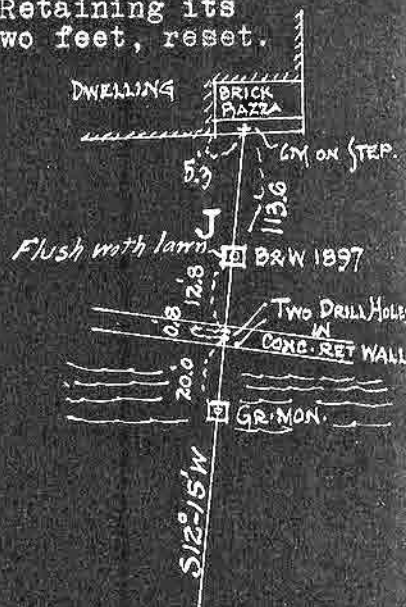 Retaining its
wo feet, reset.
DWELLING
BRICK
PIAZZA
5.3
CM ON STEP.
113.6
J
Flush with lawn
B&W 1897
12.8
0.8
TWO DRILL HOLE
IN
CONC. RET WALL
20.0
GR. MON.
S12°-15'W